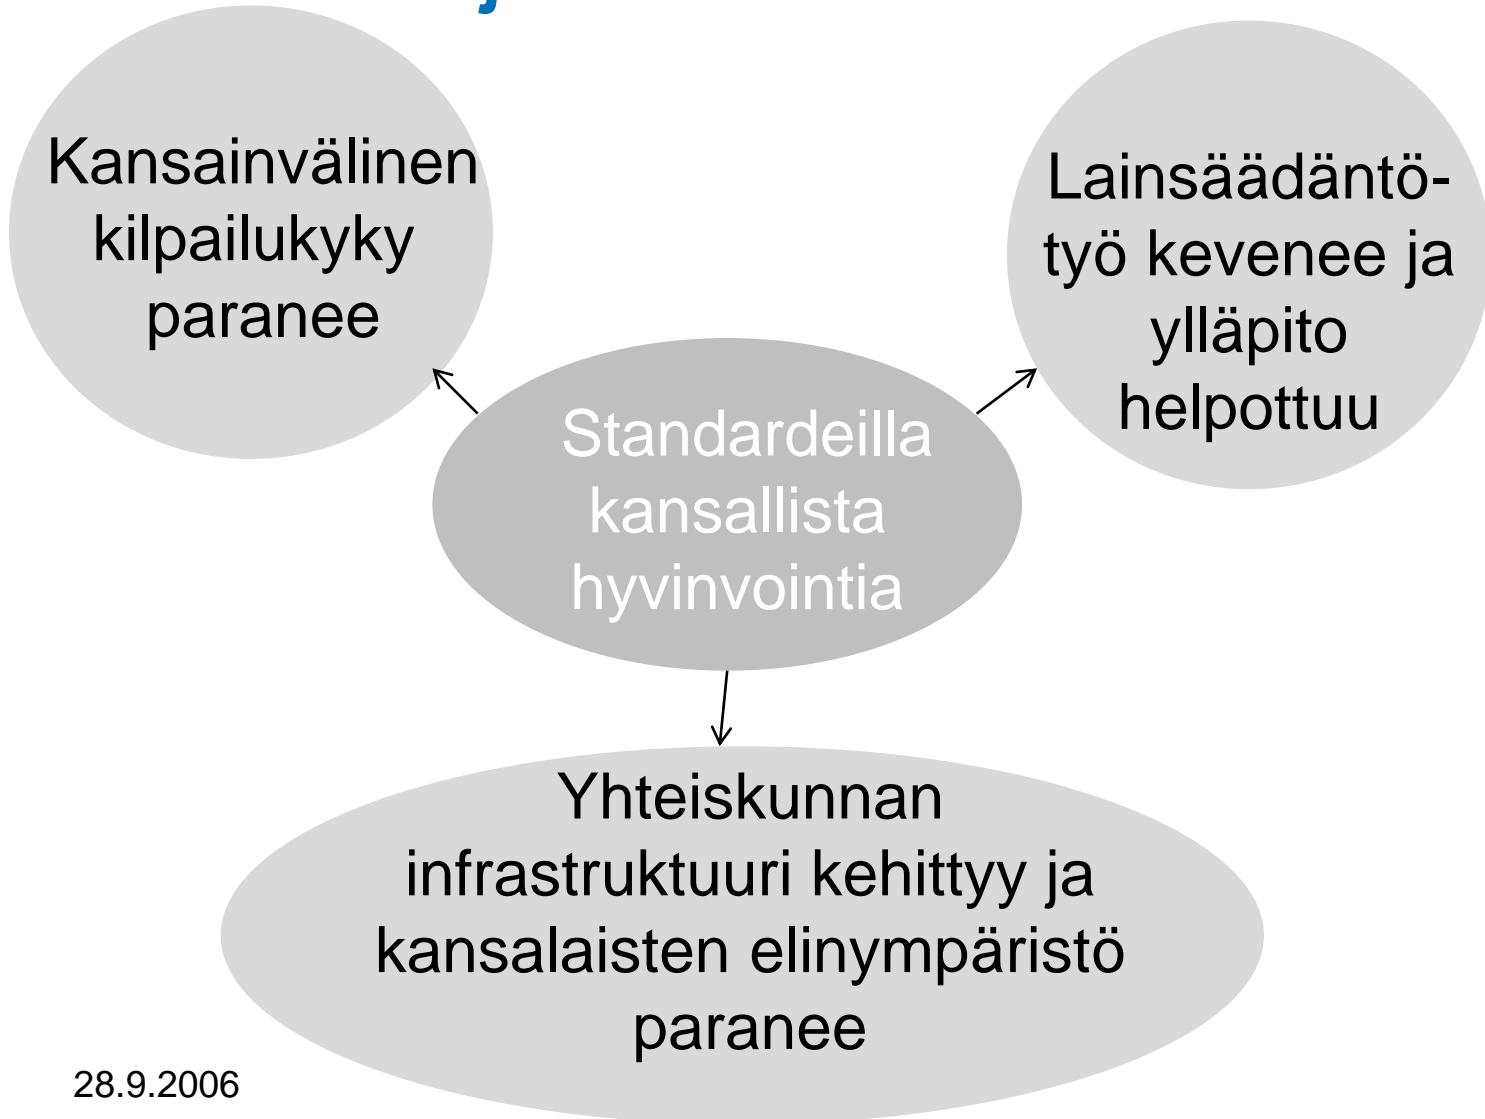 Kansainvälinen
kilpailukyky
paranee
Lainsäädäntö-
työ kevenee ja
ylläpito
helpottuu
Standardeilla
kansallista
hyvinvointia
Yhteiskunnan
infrastruktuuri kehittyy ja
kansalaisten elinympäristö
paranee
28.9.2006